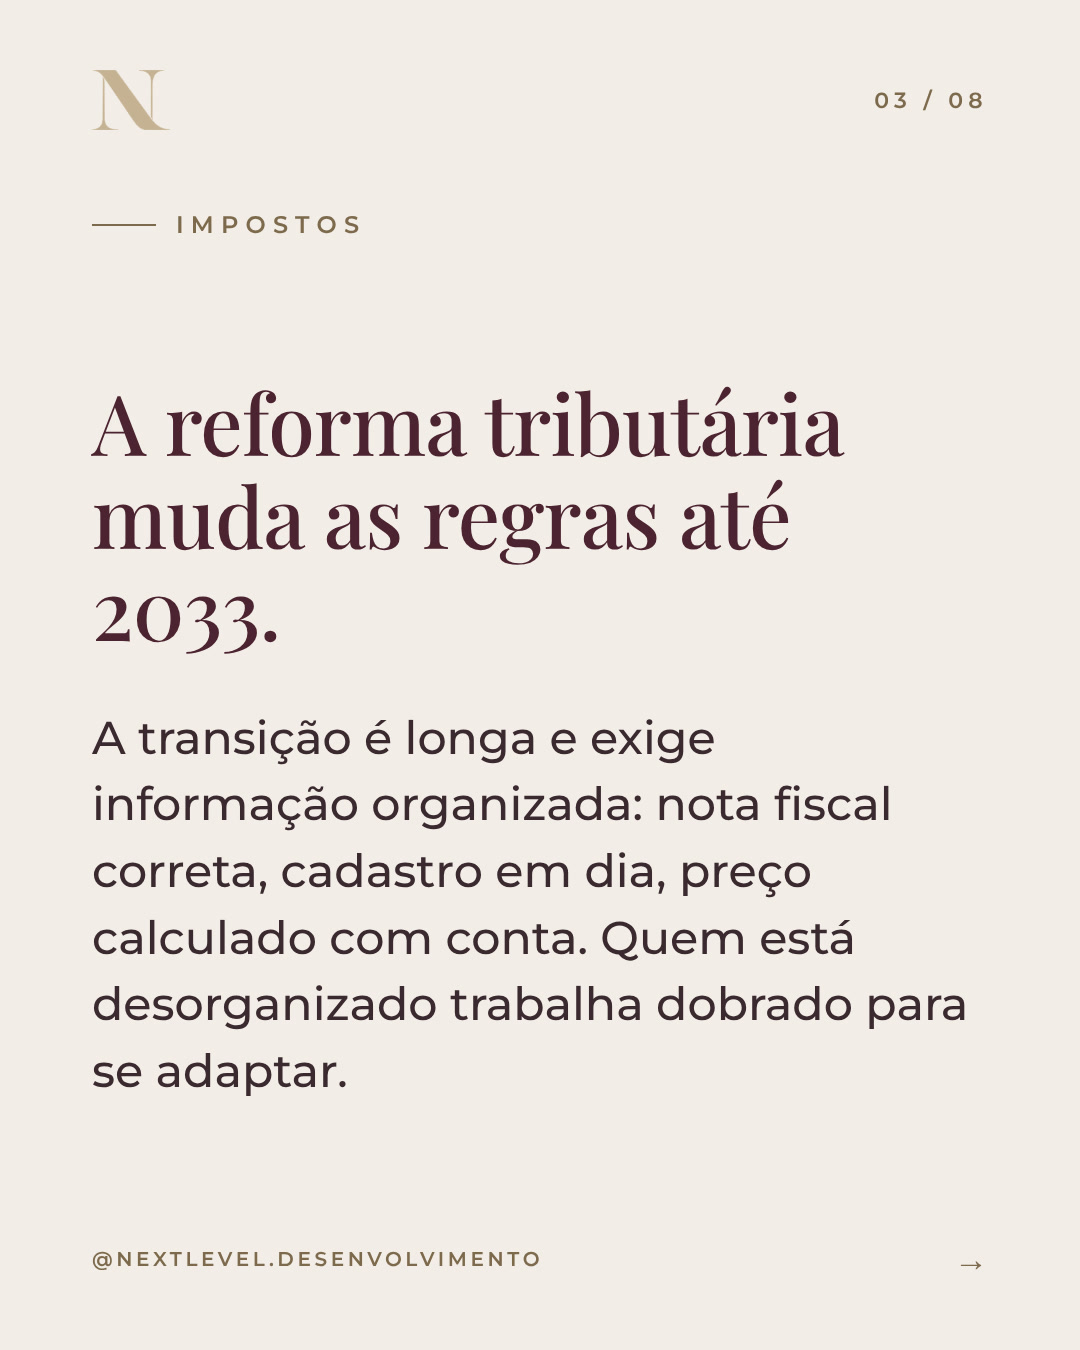 N
03 / 08
IMPOSTOS
A reforma tributária
muda as regras até
2033.
A transição é longa e exige
informação organizada: nota fiscal
correta, cadastro em dia, preço
calculado com conta. Quem está
desorganizado trabalha dobrado para
se adaptar.
@NEXTLEVEL.DESENVOLVIMENTO
→